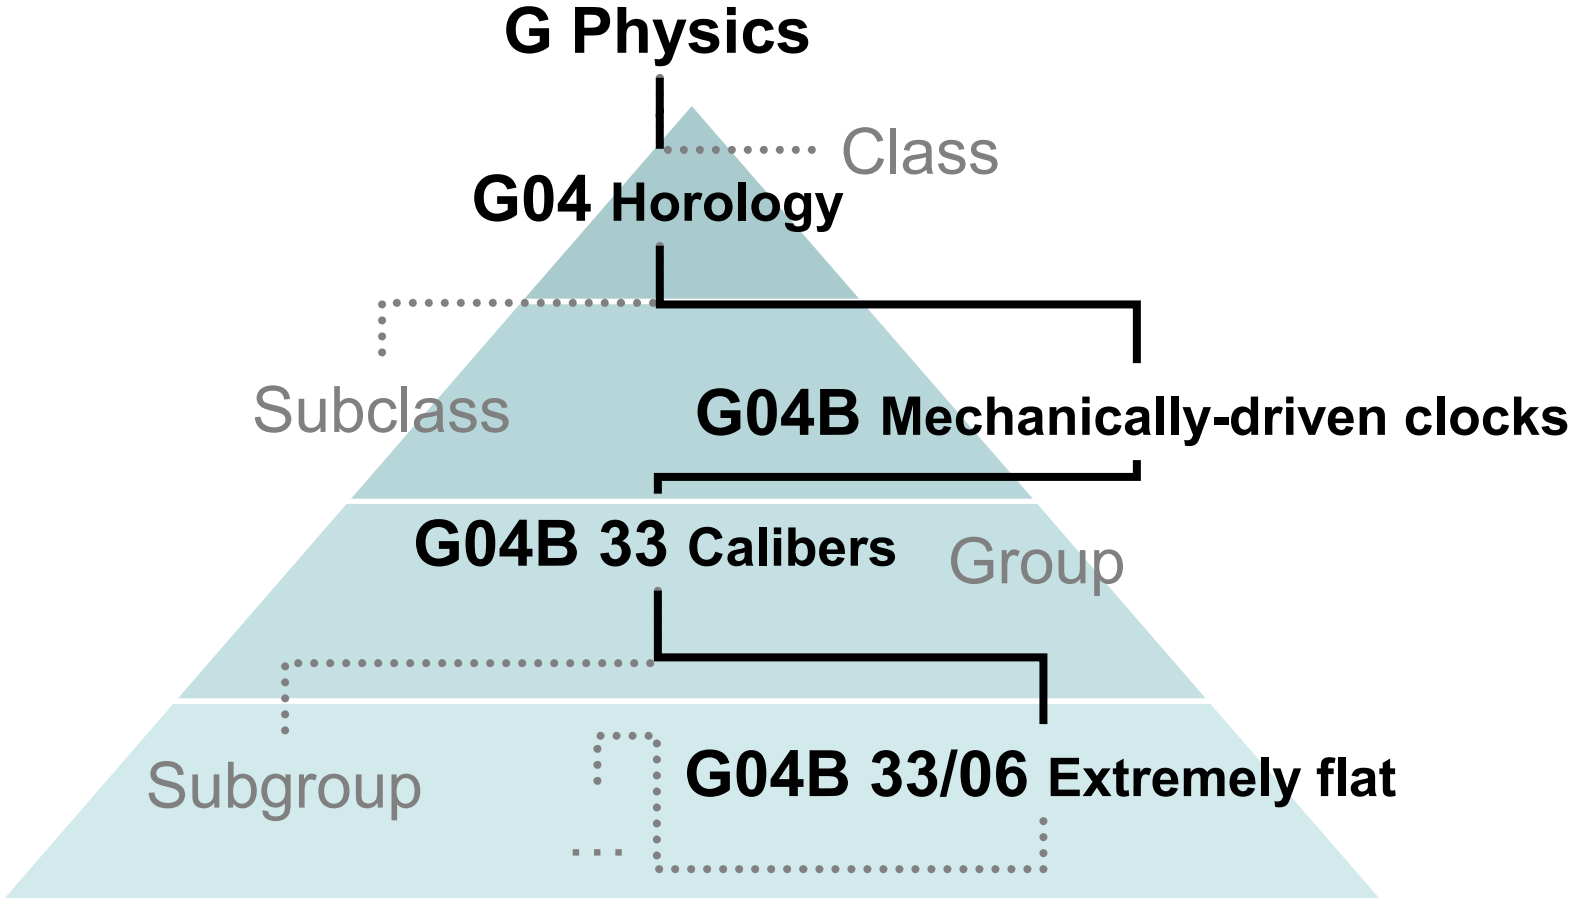 G Physics
Class
G04 Horology
Subclass
G04B Mechanically-driven clocks
G04B 33 Calibers
Group
Subgroup
G04B 33/06 Extremely flat
...